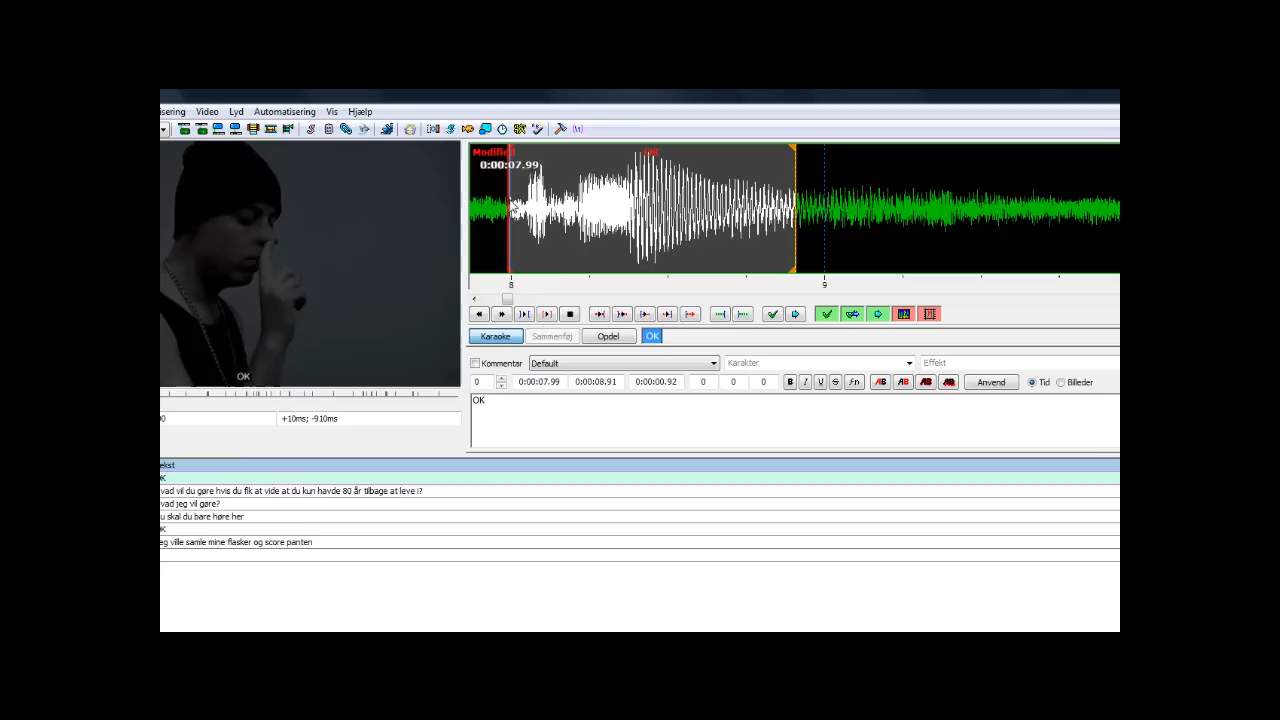 isering Video Lyd Automatisering Vis Hjælp
Modified OK
0:00:07.99
8 9
Karaoke Sammenføj Opdel OK
Kommentar Default Karakter Effekt
0 0:00:07.99 0:00:08.91 0:00:00.92 0 0 0 B I U S Fn AB AB AB AB Anvend Tid Billeder
OK
OK
00 +10ms; -910ms
ekst
OK
vad vil du gøre hvis du fik at vide at du kun havde 80 år tilbage at leve i?
vad jeg vil gøre?
u skal du bare høre her
OK
eg ville samle mine flasker og score panten